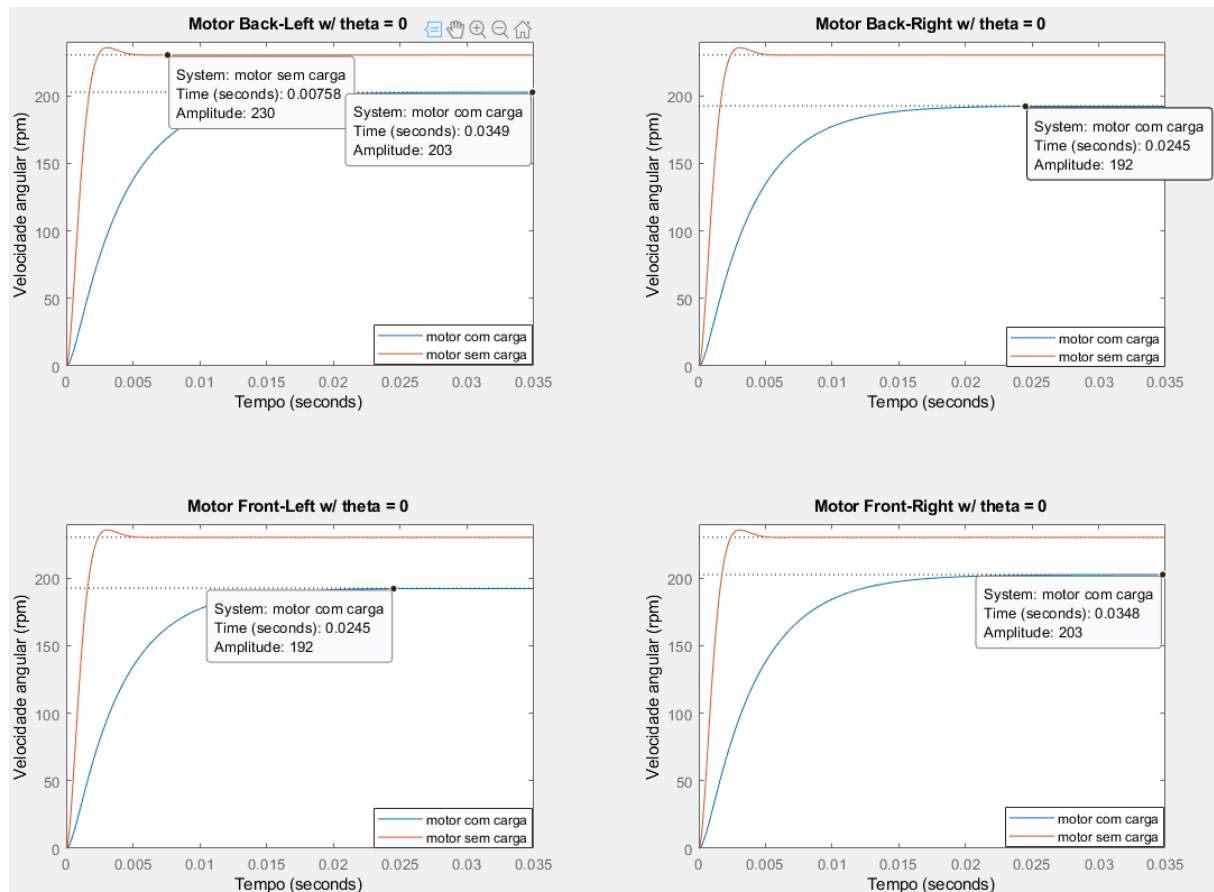 Motor Back-Left w/ theta = 0
Velocidade angular (rpm)
200
150
100
50
0
System: motor sem carga
Time (seconds): 0.00758
Amplitude: 230
System: motor com carga
Time (seconds): 0.0349
Amplitude: 203
motor com carga
motor sem carga
0 0.005 0.01 0.015 0.02 0.025 0.03 0.035
Tempo (seconds)
Motor Back-Right w/ theta = 0
Velocidade angular (rpm)
200
150
100
50
0
System: motor com carga
Time (seconds): 0.0245
Amplitude: 192
motor com carga
motor sem carga
0 0.005 0.01 0.015 0.02 0.025 0.03 0.035
Tempo (seconds)
Motor Front-Left w/ theta = 0
Velocidade angular (rpm)
200
150
100
50
0
System: motor com carga
Time (seconds): 0.0245
Amplitude: 192
motor com carga
motor sem carga
0 0.005 0.01 0.015 0.02 0.025 0.03 0.035
Tempo (seconds)
Motor Front-Right w/ theta = 0
Velocidade angular (rpm)
200
150
100
50
0
System: motor com carga
Time (seconds): 0.0348
Amplitude: 203
motor com carga
motor sem carga
0 0.005 0.01 0.015 0.02 0.025 0.03 0.035
Tempo (seconds)